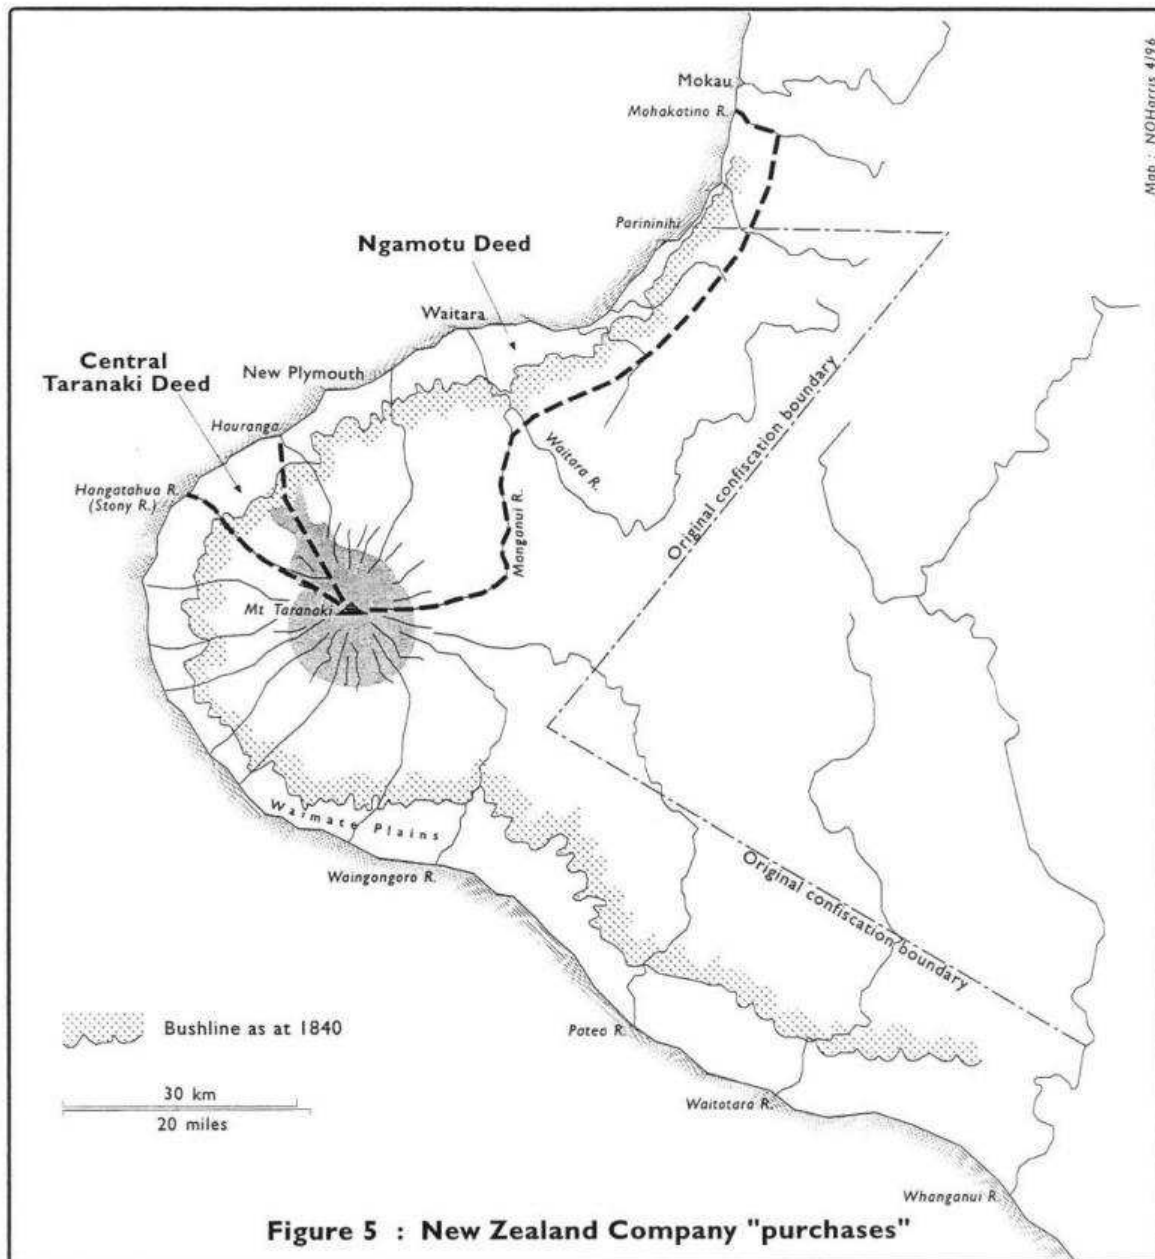 Map : NOHarris 4/96
Mokau
Mohakatino R.
Parininihi
Ngamotu Deed
Waitara
Central
Taranaki Deed
New Plymouth
Hauranga
Hangatahua R.
(Stony R.)
Waitara R.
Manganui R.
Original confiscation boundary
Mt Taranaki
Waimate Plains
Waingongoro R.
Original confiscation boundary
Bushline as at 1840
Patea R.
30 km
20 miles
Waitotara R.
Whanganui R.
Figure 5 : New Zealand Company "purchases"